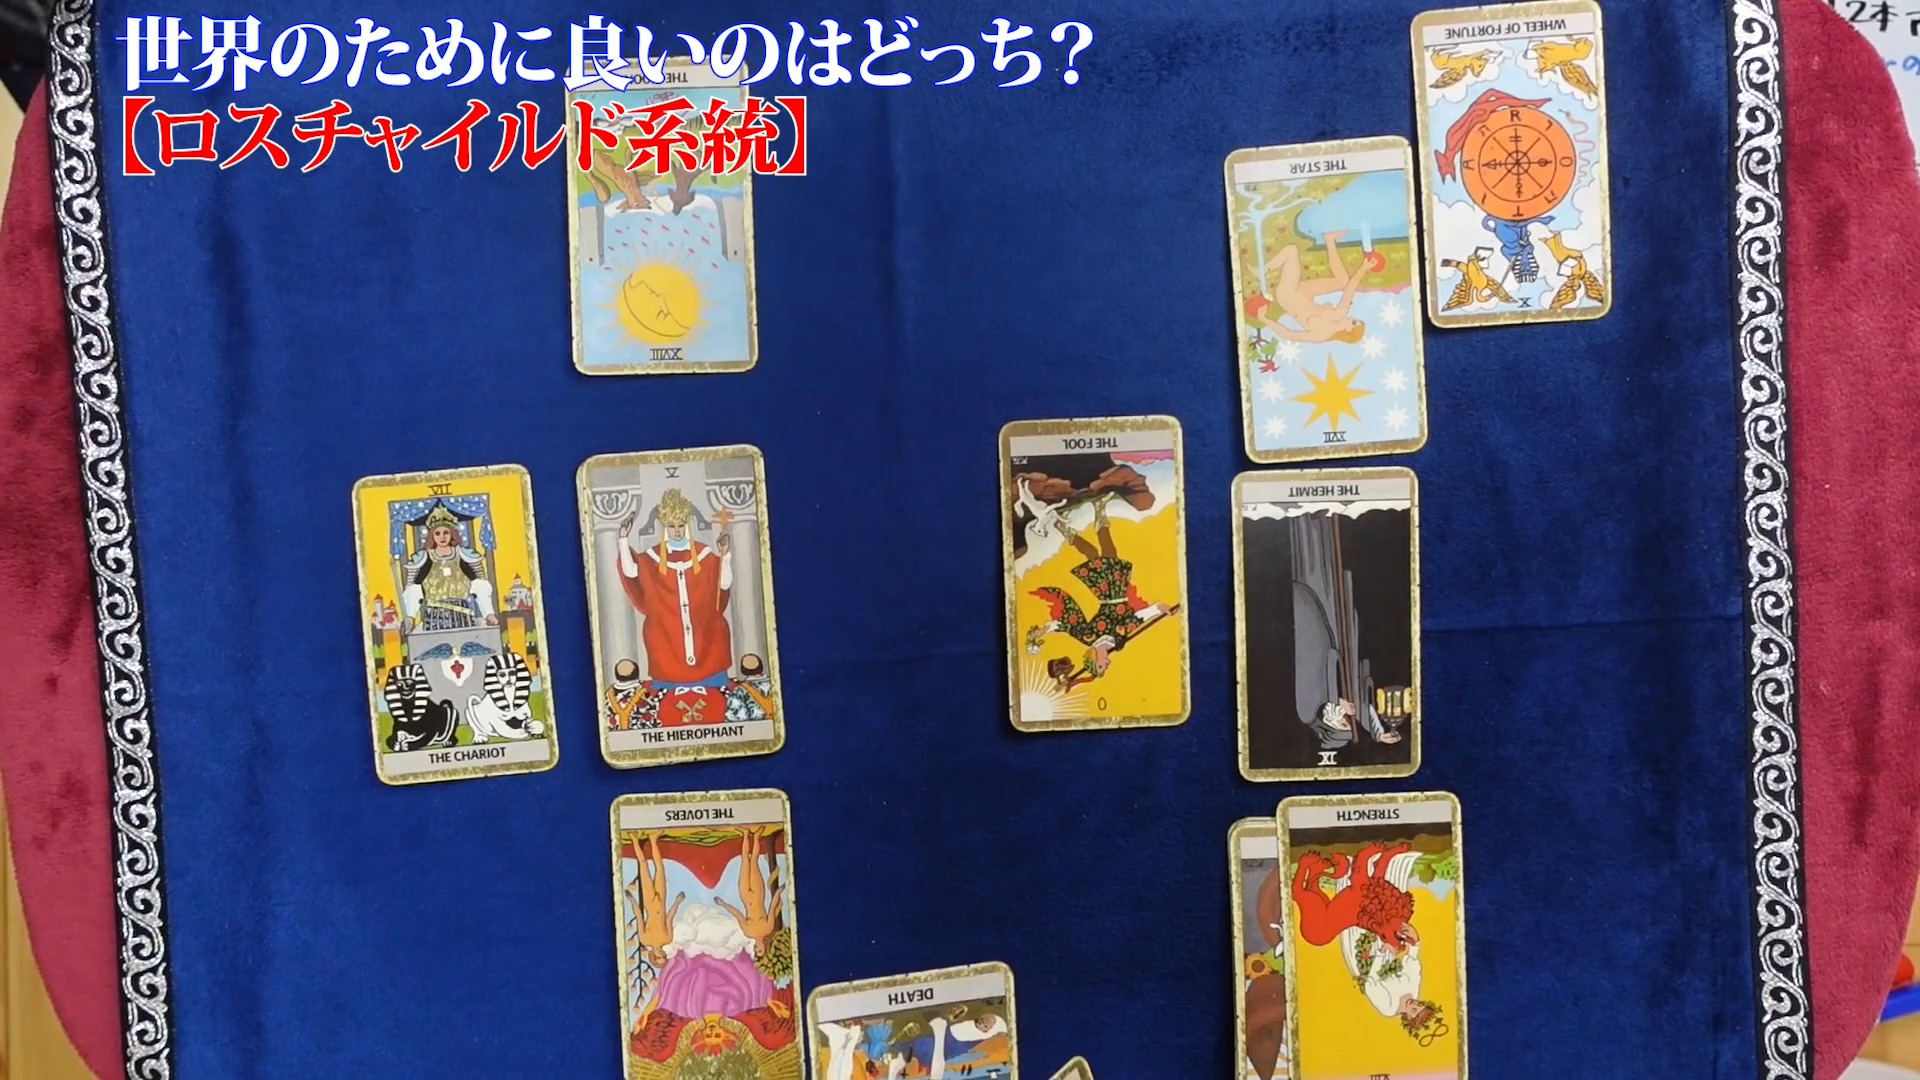 世界のために良いのはどっち？
【ロスチャイルド系統】
WHEEL OF FORTUNE
X
THE STAR
XVII
XVIII
THE FOOL
0
THE HERMIT
IX
VII
THE CHARIOT
V
THE HIEROPHANT
THE LOVERS
STRENGTH
DEATH